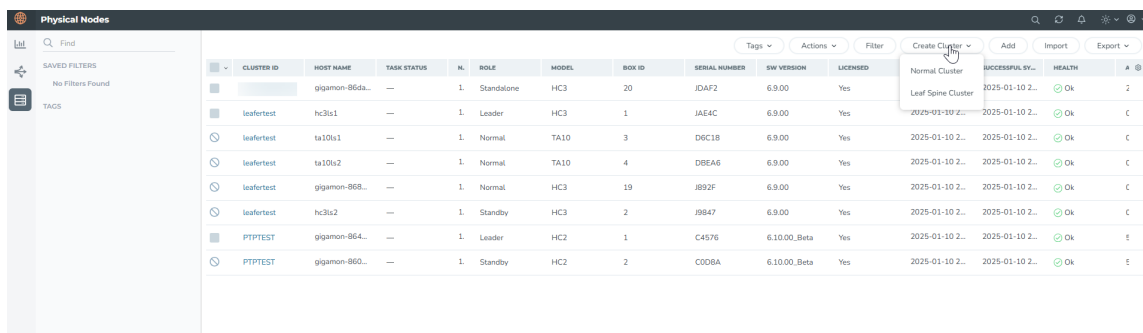 Physical Nodes
Find
SAVED FILTERS
No Filters Found
TAGS
Tags Actions Filter Create Cluster Add Import Export
Normal Cluster
Leaf Spine Cluster
CLUSTER ID HOST NAME TASK STATUS N. ROLE MODEL BOX ID SERIAL NUMBER SW VERSION LICENSED SUCCESSFUL SY... HEALTH A
gigamon-86da... — 1. Standalone HC3 20 JDAF2 6.9.00 Yes 2025-01-10 2... Ok 2
leafertest hc3ls1 — 1. Leader HC3 1 JAE4C 6.9.00 Yes 2025-01-10 2... 2025-01-10 2... Ok
leafertest ta10ls1 — 1. Normal TA10 3 D6C18 6.9.00 Yes 2025-01-10 2... 2025-01-10 2... Ok
leafertest ta10ls2 — 1. Normal TA10 4 DBEA6 6.9.00 Yes 2025-01-10 2... 2025-01-10 2... Ok
leafertest gigamon-868... — 1. Normal HC3 19 J892F 6.9.00 Yes 2025-01-10 2... 2025-01-10 2... Ok
leafertest hc3ls2 — 1. Standby HC3 2 J9847 6.9.00 Yes 2025-01-10 2... 2025-01-10 2... Ok
PTPTEST gigamon-864... — 1. Leader HC2 1 C4576 6.10.00_Beta Yes 2025-01-10 2... 2025-01-10 2... Ok
PTPTEST gigamon-860... — 1. Standby HC2 2 C0D8A 6.10.00_Beta Yes 2025-01-10 2... 2025-01-10 2... Ok